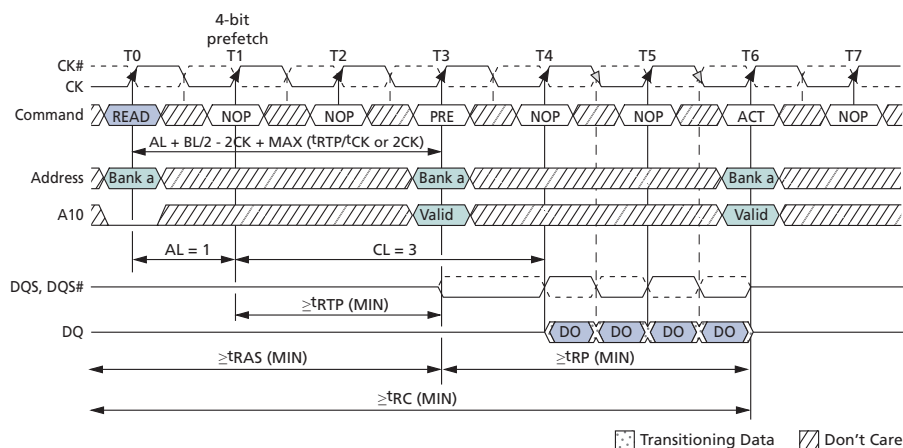 4-bit
prefetch
T0 T1 T2 T3 T4 T5 T6 T7
CK#
CK
Command READ NOP NOP PRE NOP NOP ACT NOP
AL + BL/2 - 2CK + MAX (tRTP/tCK or 2CK)
Address Bank a Bank a Bank a
A10 Valid Valid
AL = 1 CL = 3
DQS, DQS#
≥tRTP (MIN)
DQ DO DO DO DO
≥tRAS (MIN) ≥tRP (MIN)
≥tRC (MIN)
Transitioning Data Don't Care